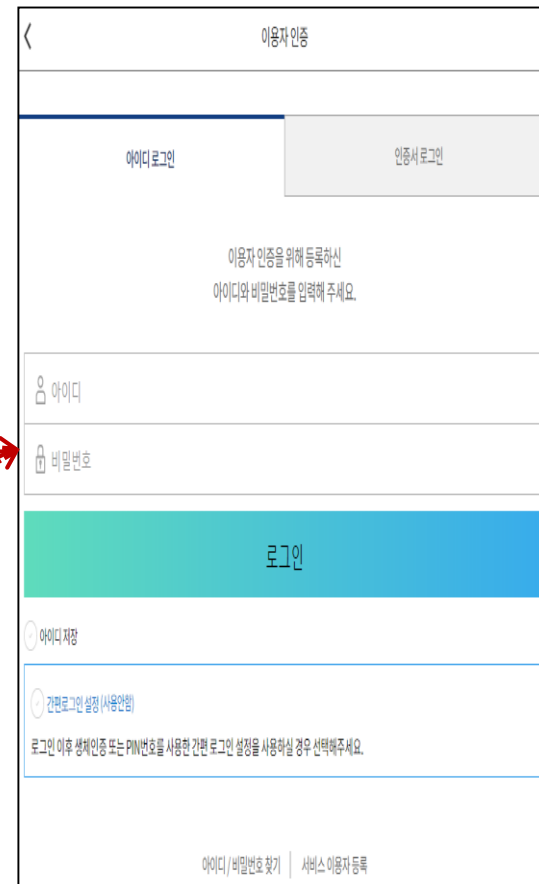 이용자 인증
아이디 로그인
인증서 로그인
이용자 인증을 위해 등록하신
아이디와 비밀번호를 입력해 주세요.
아이디
비밀번호
로그인
아이디 저장
간편로그인 설정 (사용안함)
로그인 이후 생체인증 또는 PIN번호를 사용한 간편 로그인 설정을 사용하실 경우 선택해주세요.
아이디 / 비밀번호 찾기 | 서비스 이용자 등록